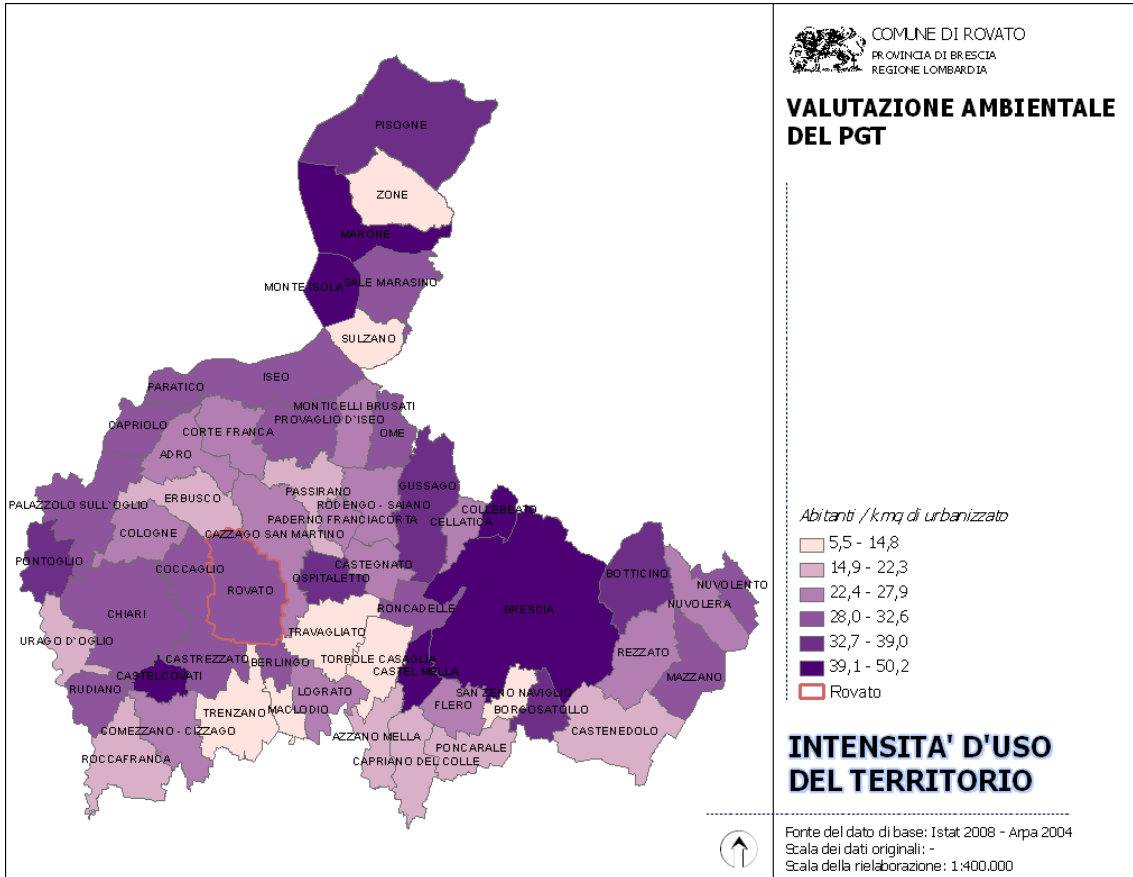 COMUNE DI ROVATO
PROVINCIA DI BRESCIA
REGIONE LOMBARDIA
VALUTAZIONE AMBIENTALE
DEL PGT
PISOGNE
ZONE
MARONE
MONTE ISOLA
SALE MARASINO
SULZANO
ISEO
PARATICO
MONTICELLI BRUSATI
PROVAGLIO D'ISEO
CAPRIOLO
CORTE FRANCA
OME
ADRO
GUSSAGO
PASSIRANO
ERBUSCO
PALAZZOLO SULL'OGLIO
RODENGO - SAIANO
COLLEBEATO
PADERNO FRANCIACORTA
CELLATICA
COLOGNE
CAZZAGO SAN MARTINO
PONTOGLIO
COCCAGLIO
CASTEGNATO
OSPITALETTO
BOTTICINO
NUVOLENTO
ROVATO
NUVOLERA
CHIARI
RONCADELLE
BRESCIA
TRAVAGLIATO
URAGO D'OGLIO
REZZATO
CASTREZZATO
BERLINGO
TORBOLE CASAGLIA
CASTELCOVATI
CASTEL MELLA
MAZZANO
RUDIANO
LOGRATO
SAN ZENO NAVIGLIO
TRENZANO
MACLODIO
FLERO
BORGOSATOLLO
COMEZZANO - CIZZAGO
AZZANO MELLA
CASTENEDOLO
PONCARALE
ROCCAFRANCA
CAPRIANO DEL COLLE
Abitanti / kmq di urbanizzato
5,5 - 14,8
14,9 - 22,3
22,4 - 27,9
28,0 - 32,6
32,7 - 39,0
39,1 - 50,2
Rovato
INTENSITA' D'USO
DEL TERRITORIO
Fonte del dato di base: Istat 2008 - Arpa 2004
Scala dei dati originali: -
Scala della rielaborazione: 1:400.000